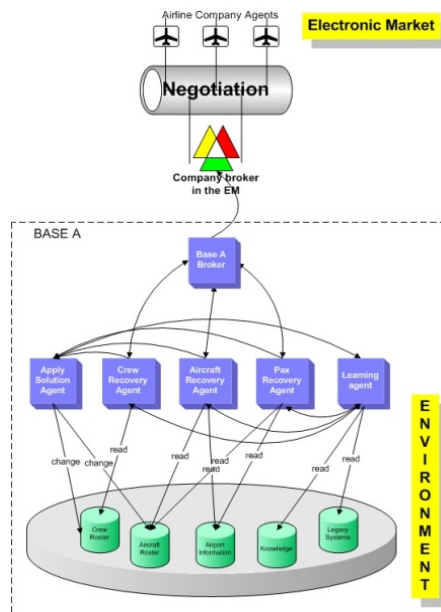 Airline Company Agents
Electronic Market
Negotiation
Company broker
in the EM
BASE A
Base A
Broker
Apply
Solution
Agent
Crew
Recovery
Agent
Aircraft
Recovery
Agent
Pax
Recovery
Agent
Learning
agent
change
change
read
read
read
read
read
read
read
Crew
Roster
Aircraft
Roster
Airport
Information
Knowledge
Legacy
Systems
ENVIRONMENT